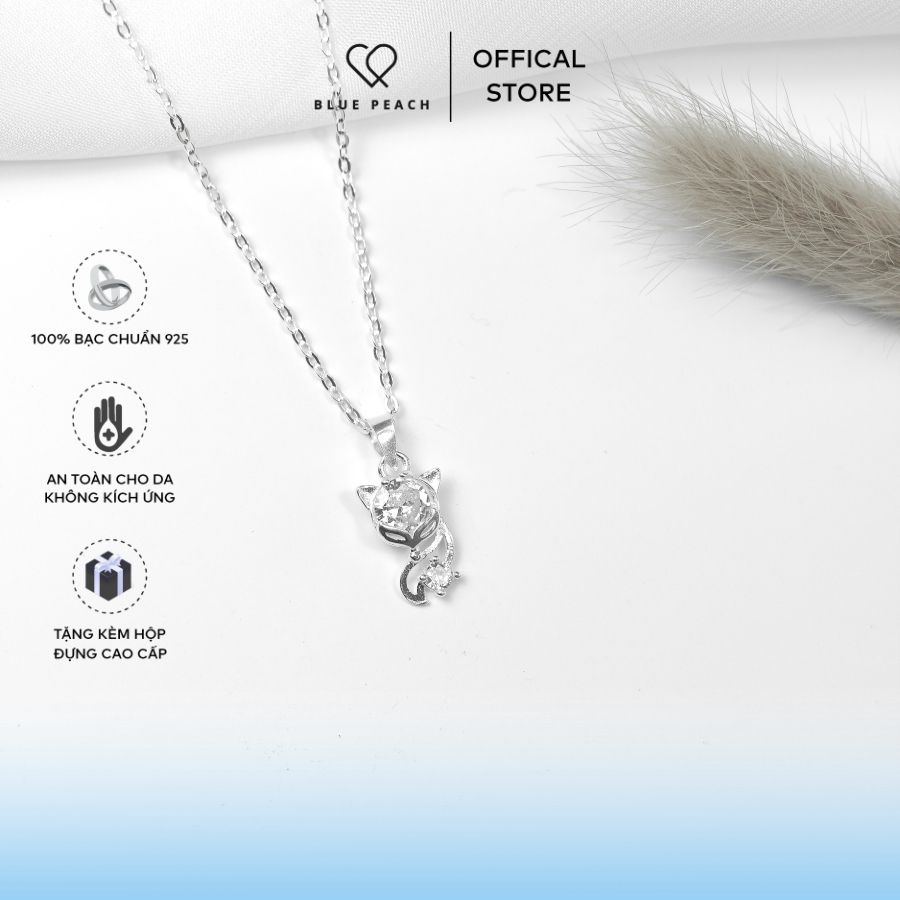 BLUE PEACH
OFFICAL
STORE
100% BẠC CHUẨN 925
AN TOÀN CHO DA
KHÔNG KÍCH ỨNG
TẶNG KÈM HỘP
ĐỰNG CAO CẤP